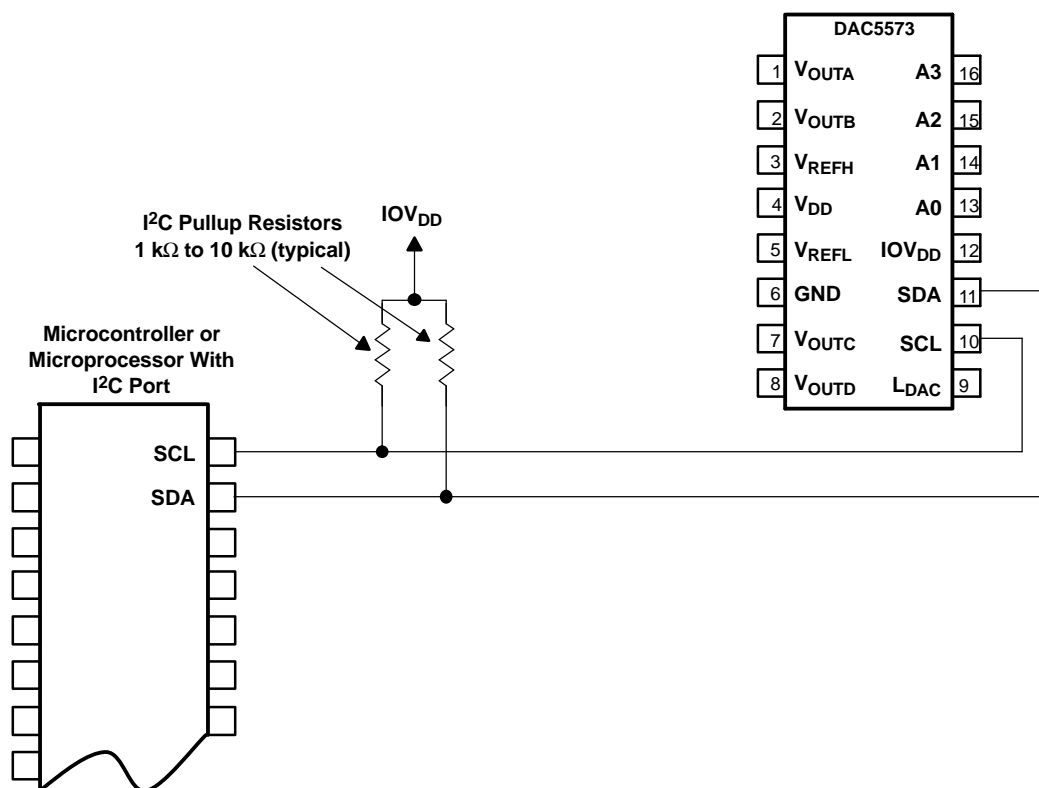 DAC5573
1 VOUTA A3 16
2 VOUTB A2 15
3 VREFH A1 14
4 VDD A0 13
5 VREFL IOVDD 12
6 GND SDA 11
7 VOUTC SCL 10
8 VOUTD LDAC 9
I²C Pullup Resistors
1 kΩ to 10 kΩ (typical)
IOVDD
Microcontroller or
Microprocessor With
I²C Port
SCL
SDA